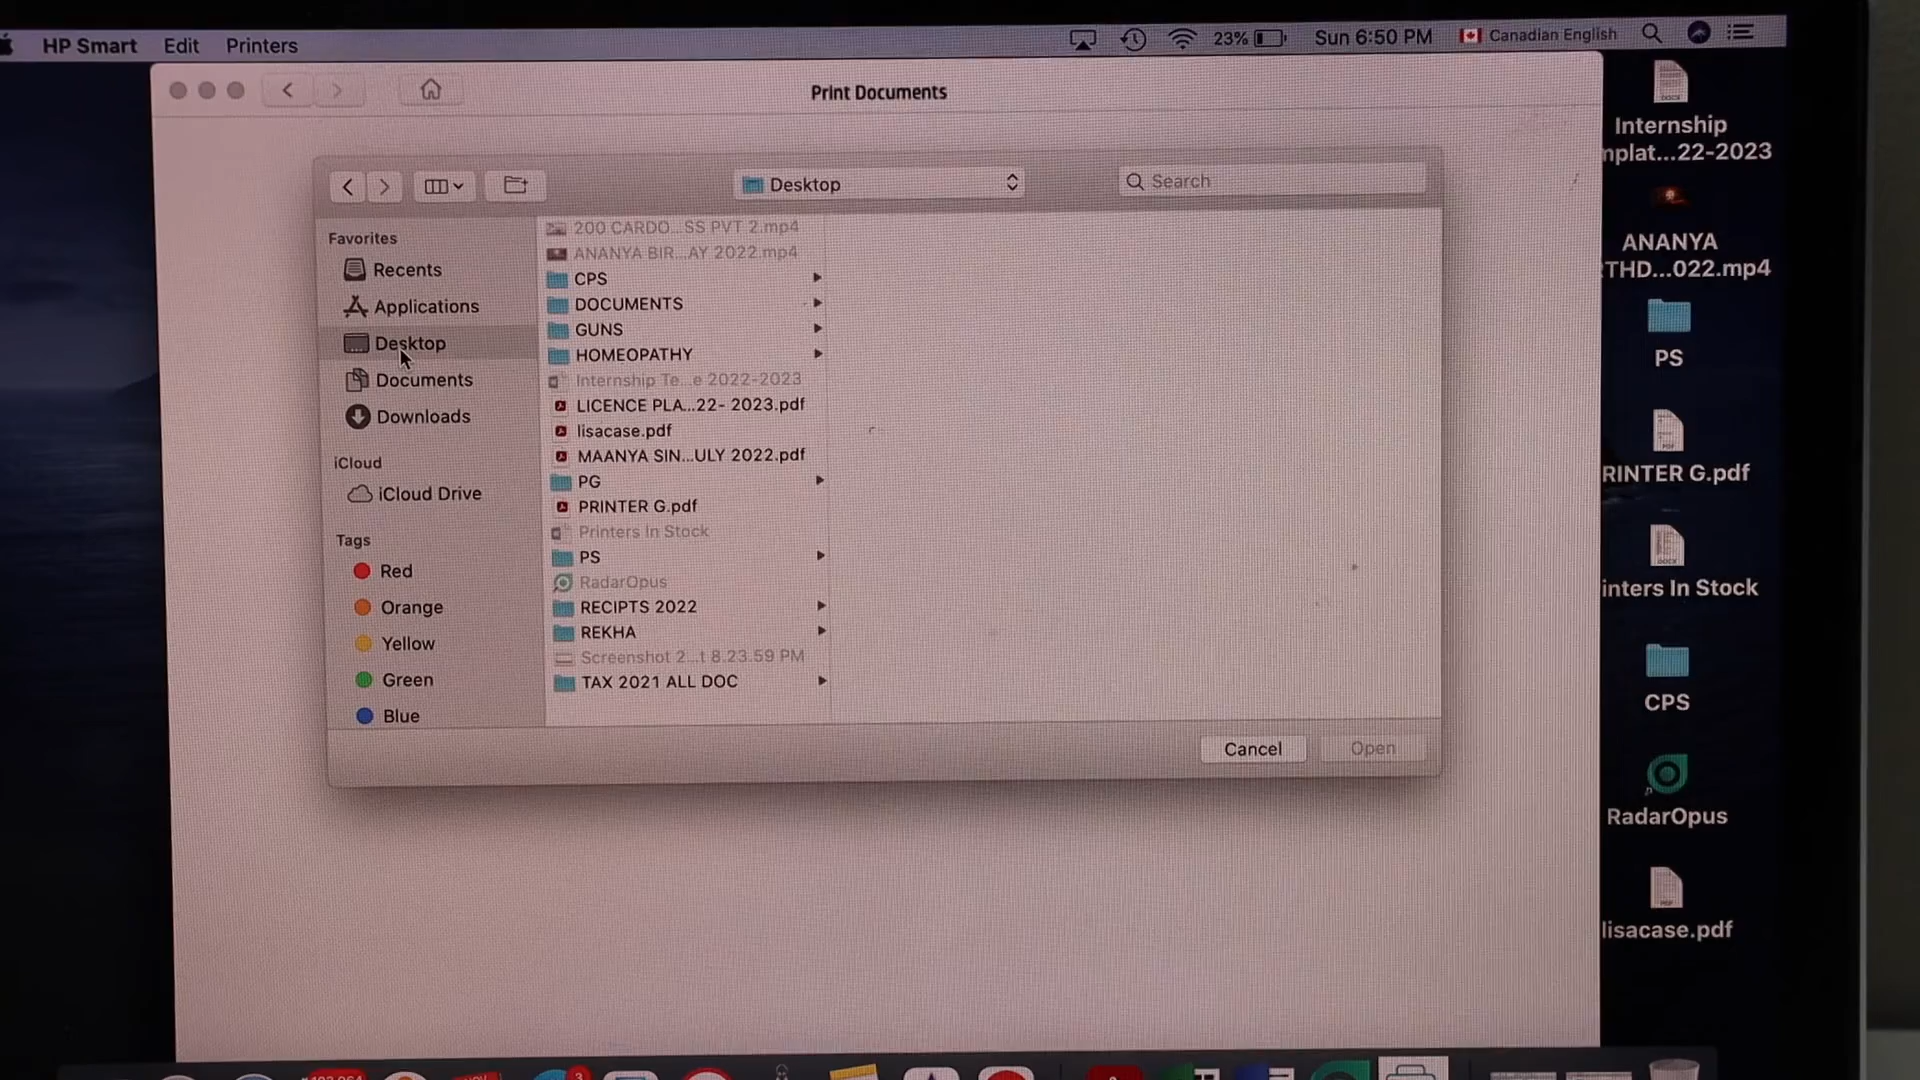 HP Smart Edit Printers 23% Sun 6:50 PM Canadian English
Print Documents
Desktop
Search
Favorites
Recents
Applications
Desktop
Documents
Downloads
iCloud
iCloud Drive
Tags
Red
Orange
Yellow
Green
Blue
200 CARDO...SS PVT 2.mp4
ANANYA BIR...AY 2022.mp4
CPS
DOCUMENTS
GUNS
HOMEOPATHY
Internship Te...e 2022-2023
LICENCE PLA...22- 2023.pdf
lisacase.pdf
MAANYA SIN...ULY 2022.pdf
PG
PRINTER G.pdf
Printers In Stock
PS
RadarOpus
RECIPTS 2022
REKHA
Screenshot 2...t 8.23.59 PM
TAX 2021 ALL DOC
Cancel Open
Internship
mplat...22-2023
ANANYA
THD...022.mp4
PS
RINTER G.pdf
inters In Stock
CPS
RadarOpus
lisacase.pdf
3